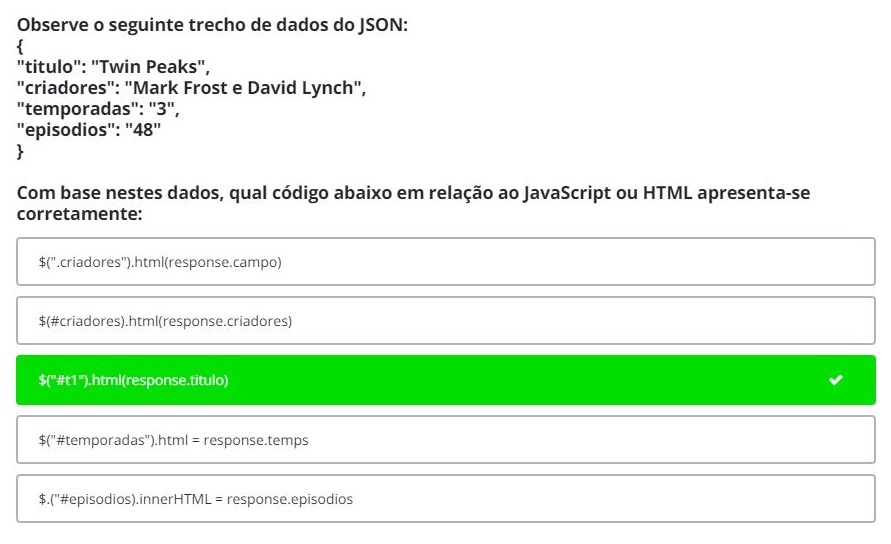 Observe o seguinte trecho de dados do JSON:
{
"titulo": "Twin Peaks",
"criadores": "Mark Frost e David Lynch",
"temporadas": "3",
"episodios": "48"
}
Com base nestes dados, qual código abaixo em relação ao JavaScript ou HTML apresenta-se
corretamente:
$(".criadores").html(response.campo)
$(#criadores).html(response.criadores)
$("#t1").html(response.titulo)
$("#temporadas").html = response.temps
$.("#episodios).innerHTML = response.episodios